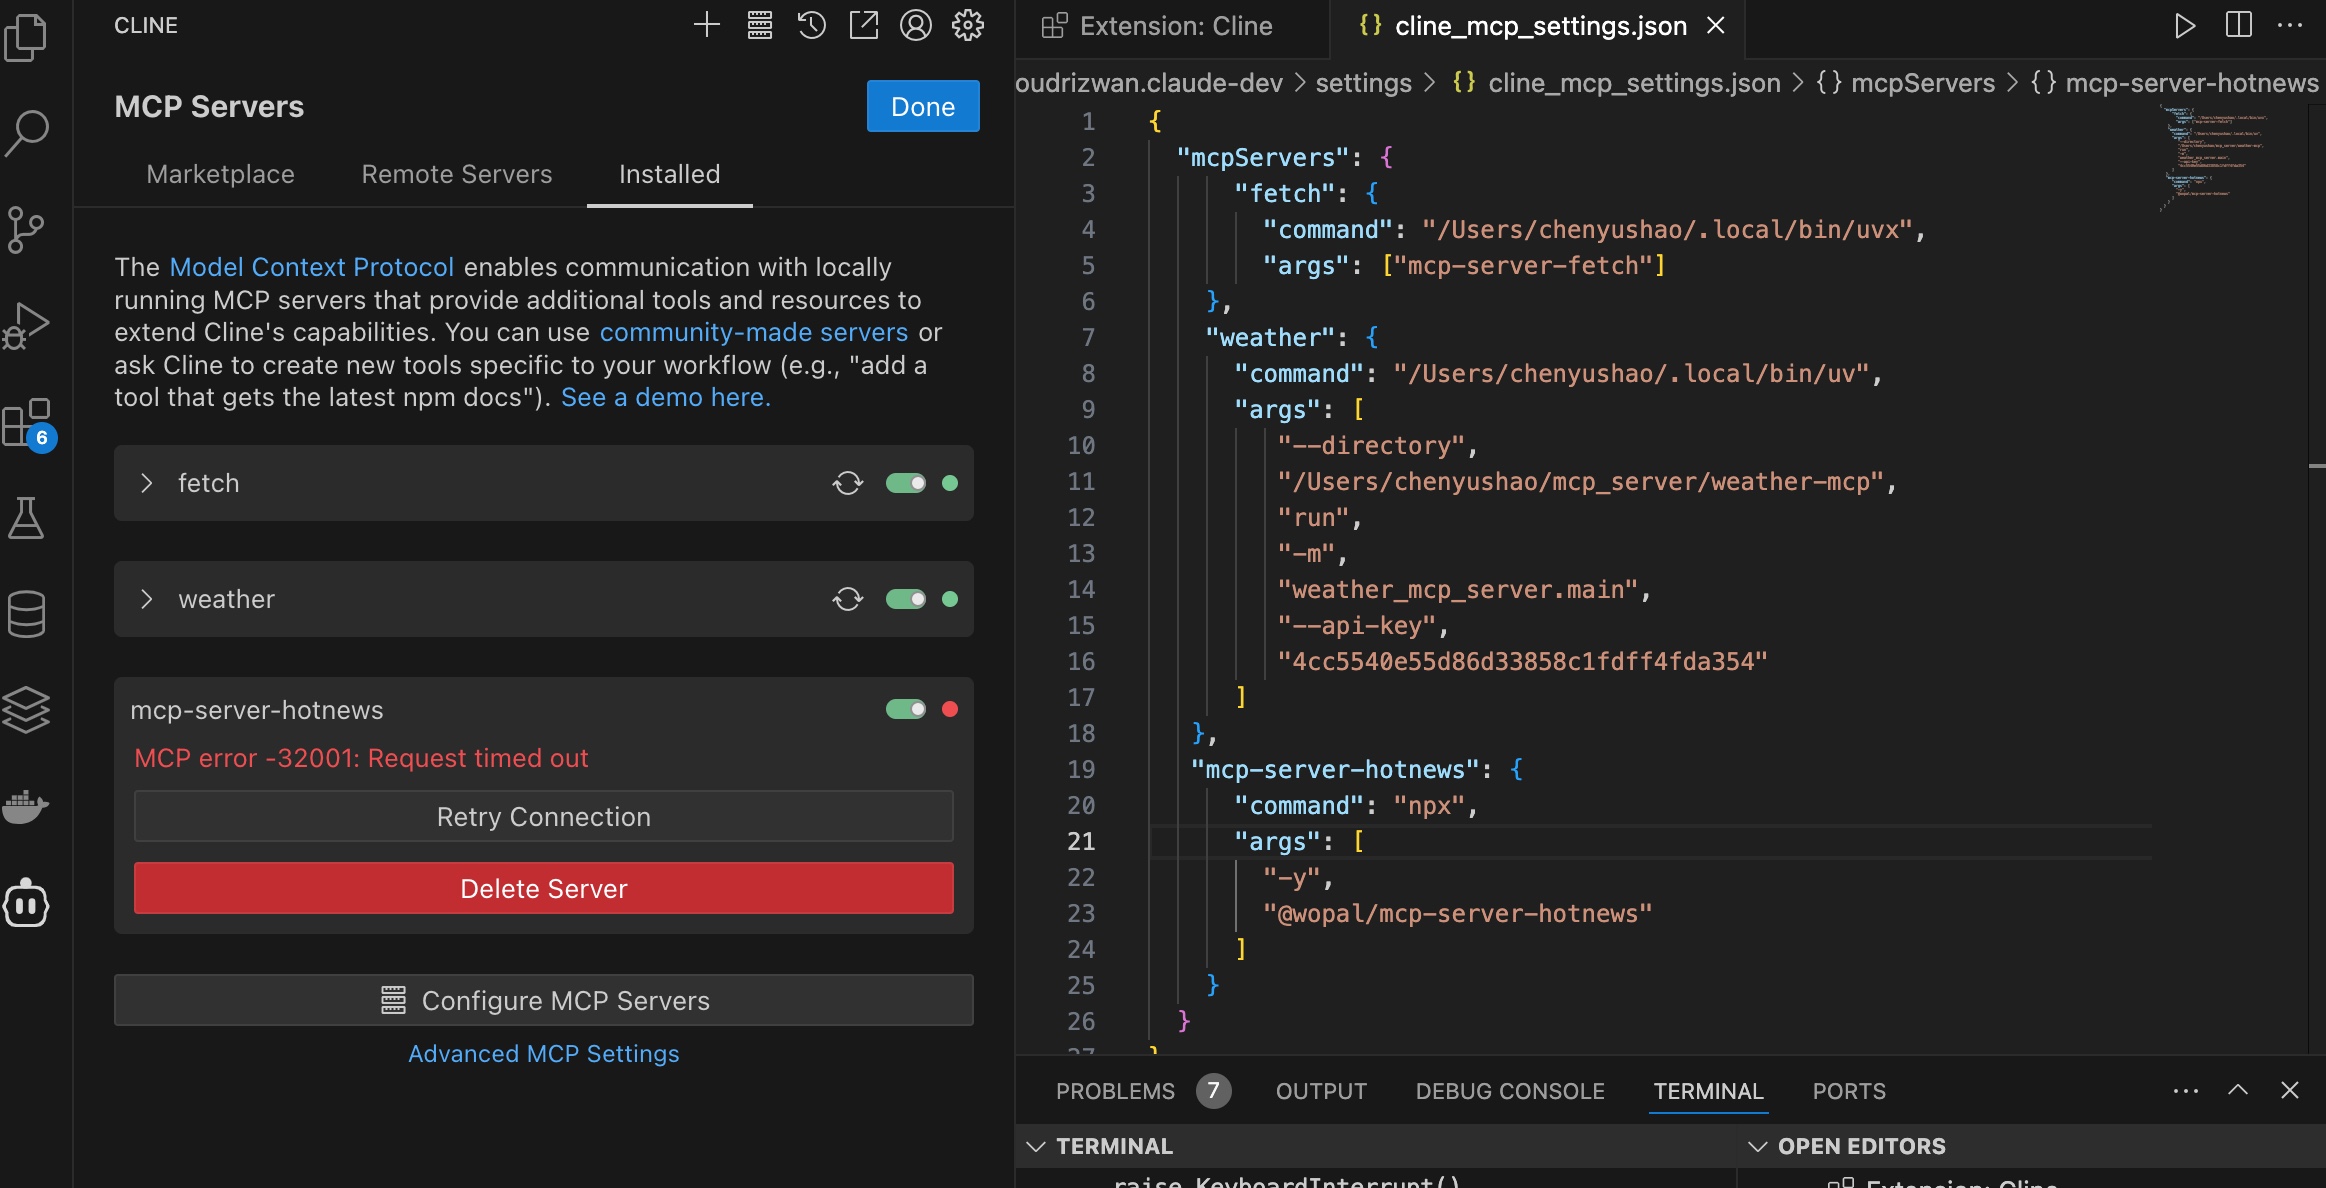 CLINE
MCP Servers
Done
Marketplace
Remote Servers
Installed
The Model Context Protocol enables communication with locally
running MCP servers that provide additional tools and resources to
extend Cline's capabilities. You can use community-made servers or
ask Cline to create new tools specific to your workflow (e.g., "add a
tool that gets the latest npm docs"). See a demo here.
6
fetch
weather
mcp-server-hotnews
MCP error -32001: Request timed out
Retry Connection
Delete Server
Configure MCP Servers
Advanced MCP Settings
Extension: Cline
{} cline_mcp_settings.json
oudrizwan.claude-dev > settings > {} cline_mcp_settings.json > {} mcpServers > {} mcp-server-hotnews
1 {
2 "mcpServers": {
3 "fetch": {
4 "command": "/Users/chenyushao/.local/bin/uvx",
5 "args": ["mcp-server-fetch"]
6 },
7 "weather": {
8 "command": "/Users/chenyushao/.local/bin/uv",
9 "args": [
10 "--directory",
11 "/Users/chenyushao/mcp_server/weather-mcp",
12 "run",
13 "-m",
14 "weather_mcp_server.main",
15 "--api-key",
16 "4cc5540e55d86d33858c1fdff4fda354"
17 ]
18 },
19 "mcp-server-hotnews": {
20 "command": "npx",
21 "args": [
22 "-y",
23 "@wopal/mcp-server-hotnews"
24 ]
25 }
26 }
27 }
PROBLEMS 7
OUTPUT
DEBUG CONSOLE
TERMINAL
PORTS
TERMINAL
OPEN EDITORS
raise KeyboardInterrupt()
Extension: Cline